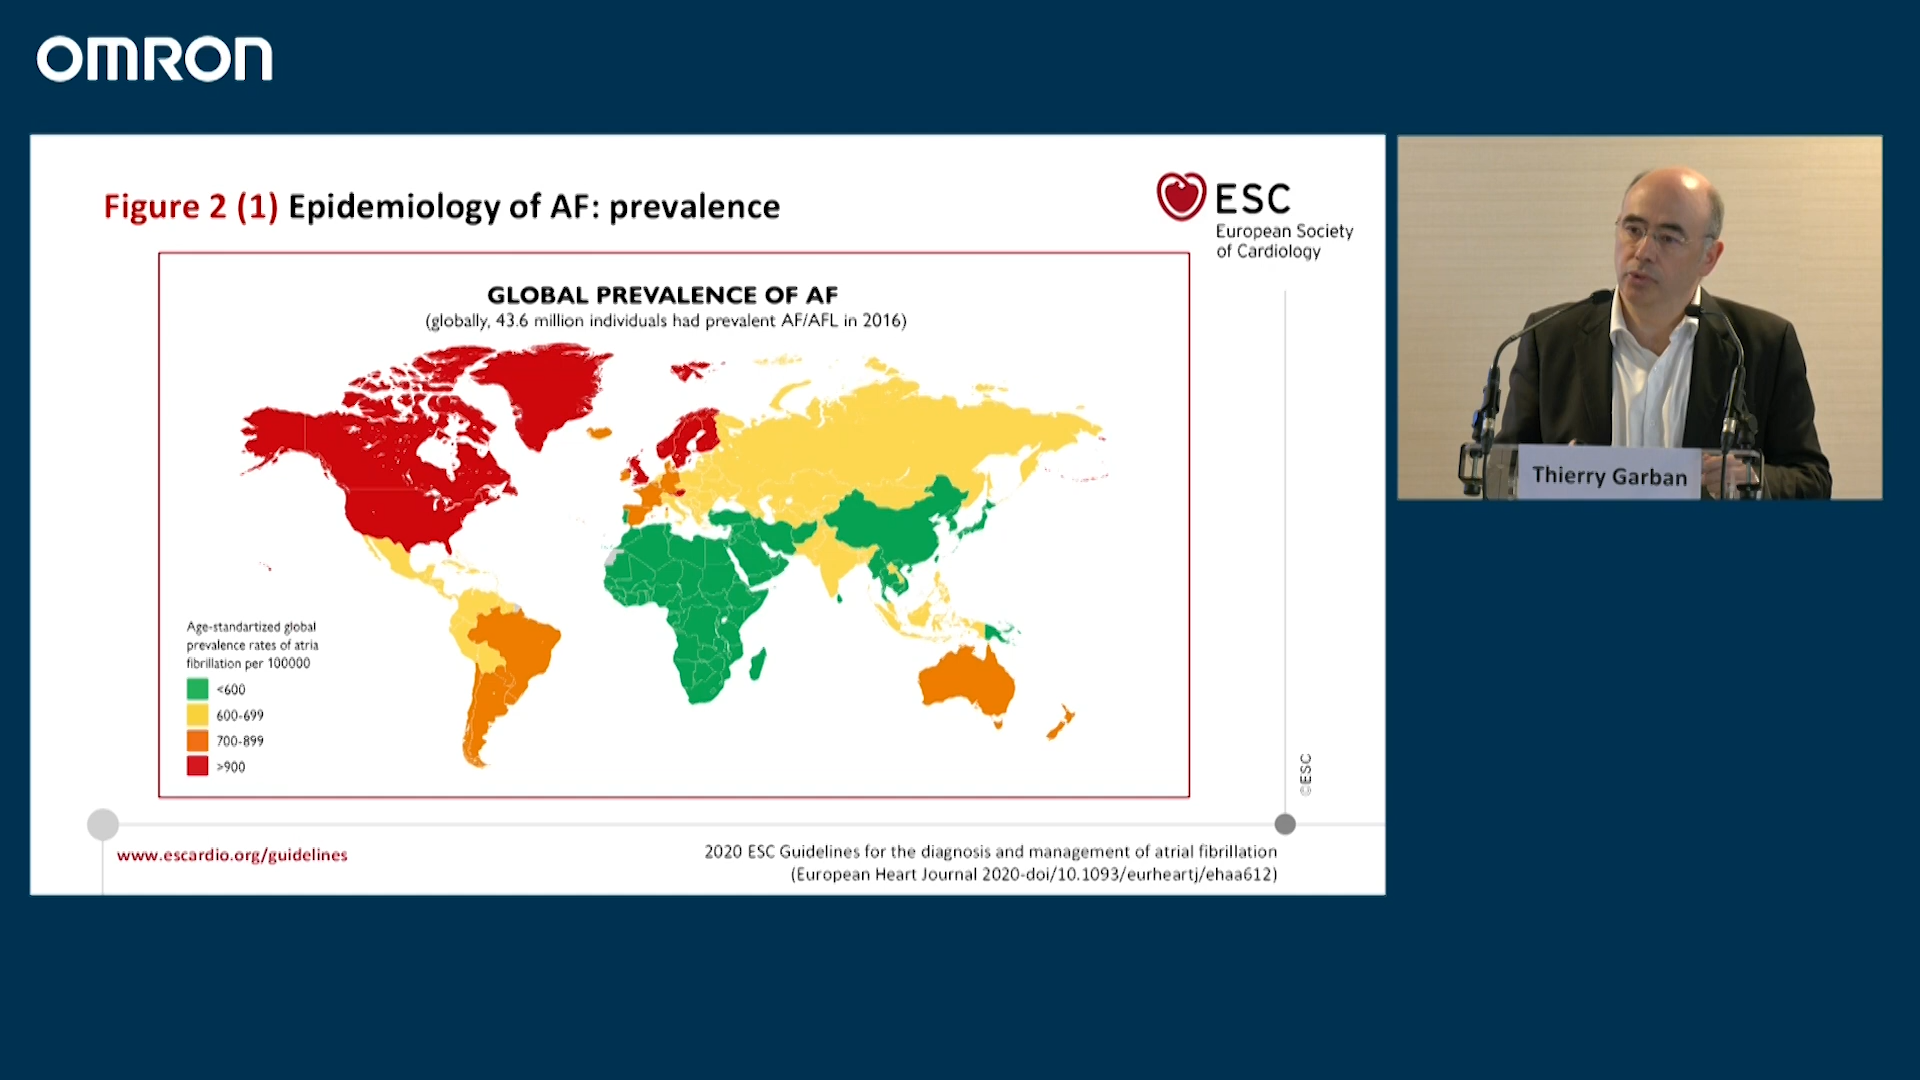 OMRON
Figure 2 (1) Epidemiology of AF: prevalence
ESC
European Society
of Cardiology
GLOBAL PREVALENCE OF AF
(globally, 43.6 million individuals had prevalent AF/AFL in 2016)
Age-standartized global
prevalence rates of atria
fibrillation per 100000
<600
600-699
700-899
>900
©ESC
www.escardio.org/guidelines
2020 ESC Guidelines for the diagnosis and management of atrial fibrillation
(European Heart Journal 2020-doi/10.1093/eurheartj/ehaa612)
Thierry Garban